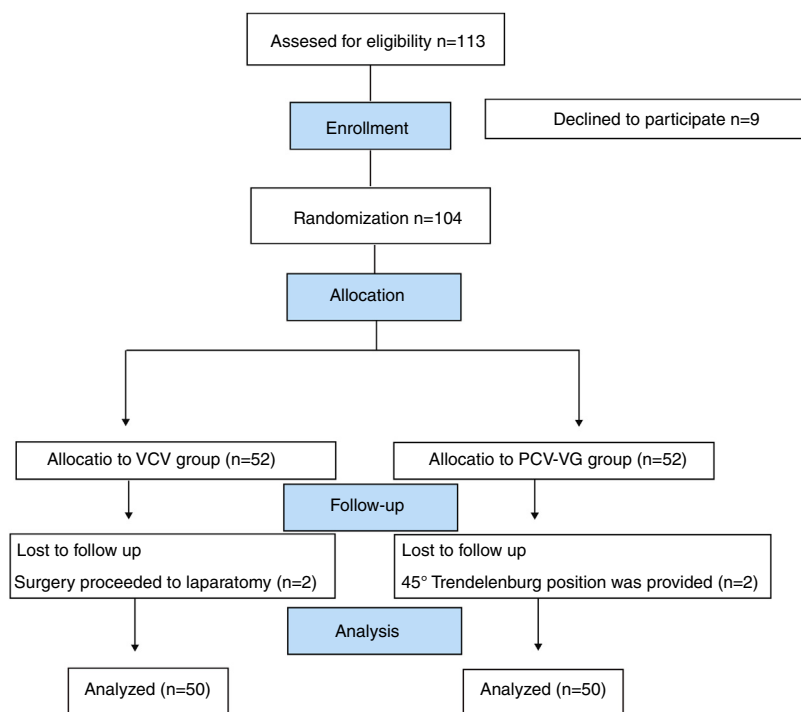 Assesed for eligibility n=113
Enrollment
Declined to participate n=9
Randomization n=104
Allocation
Allocatio to VCV group (n=52)
Allocatio to PCV-VG group (n=52)
Follow-up
Lost to follow up
Surgery proceeded to laparatomy (n=2)
Lost to follow up
45° Trendelenburg position was provided (n=2)
Analysis
Analyzed (n=50)
Analyzed (n=50)